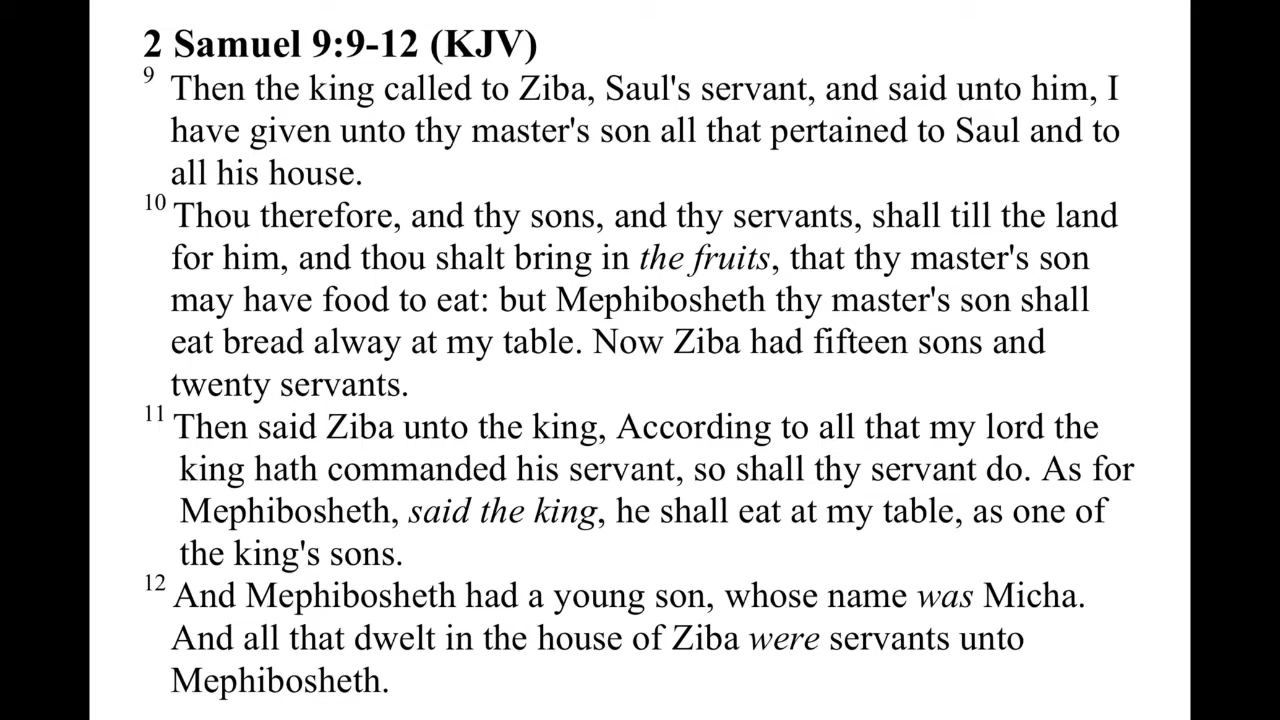 2 Samuel 9:9-12 (KJV)
9 Then the king called to Ziba, Saul's servant, and said unto him, I
have given unto thy master's son all that pertained to Saul and to
all his house.
10 Thou therefore, and thy sons, and thy servants, shall till the land
for him, and thou shalt bring in the fruits, that thy master's son
may have food to eat: but Mephibosheth thy master's son shall
eat bread alway at my table. Now Ziba had fifteen sons and
twenty servants.
11 Then said Ziba unto the king, According to all that my lord the
king hath commanded his servant, so shall thy servant do. As for
Mephibosheth, said the king, he shall eat at my table, as one of
the king's sons.
12 And Mephibosheth had a young son, whose name was Micha.
And all that dwelt in the house of Ziba were servants unto
Mephibosheth.